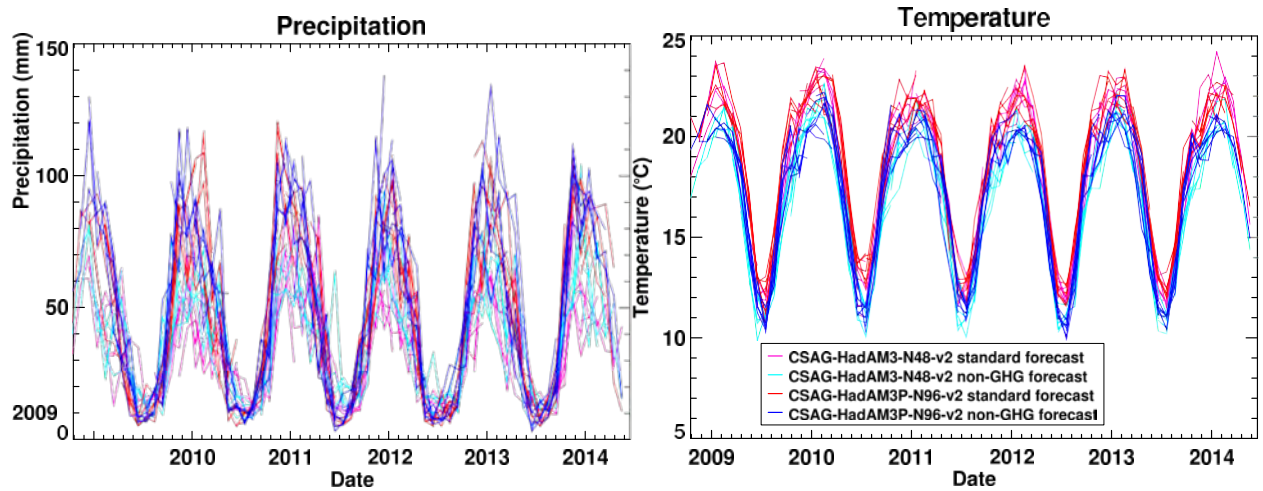 Precipitation
Precipitation (mm)
150
100
50
2009
0
2010
2011
2012
2013
2014
Date
Temperature
Temperature (°C)
25
20
15
10
5
CSAG-HadAM3-N48-v2 standard forecast
CSAG-HadAM3-N48-v2 non-GHG forecast
CSAG-HadAM3P-N96-v2 standard forecast
CSAG-HadAM3P-N96-v2 non-GHG forecast
2009
2010
2011
2012
2013
2014
Date